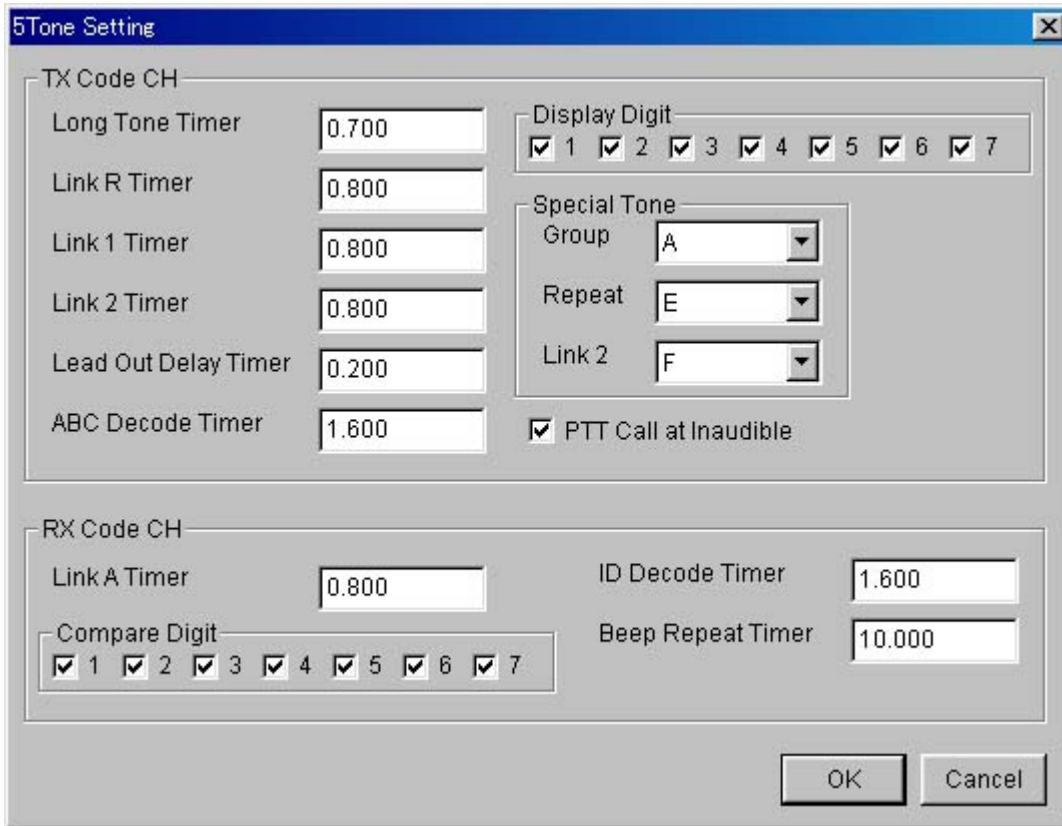 5Tone Setting
TX Code CH
Long Tone Timer 0.700
Link R Timer 0.800
Link 1 Timer 0.800
Link 2 Timer 0.800
Lead Out Delay Timer 0.200
ABC Decode Timer 1.600
Display Digit
1 2 3 4 5 6 7
Special Tone
Group A
Repeat E
Link 2 F
PTT Call at Inaudible
RX Code CH
Link A Timer 0.800
Compare Digit
1 2 3 4 5 6 7
ID Decode Timer 1.600
Beep Repeat Timer 10.000
OK Cancel